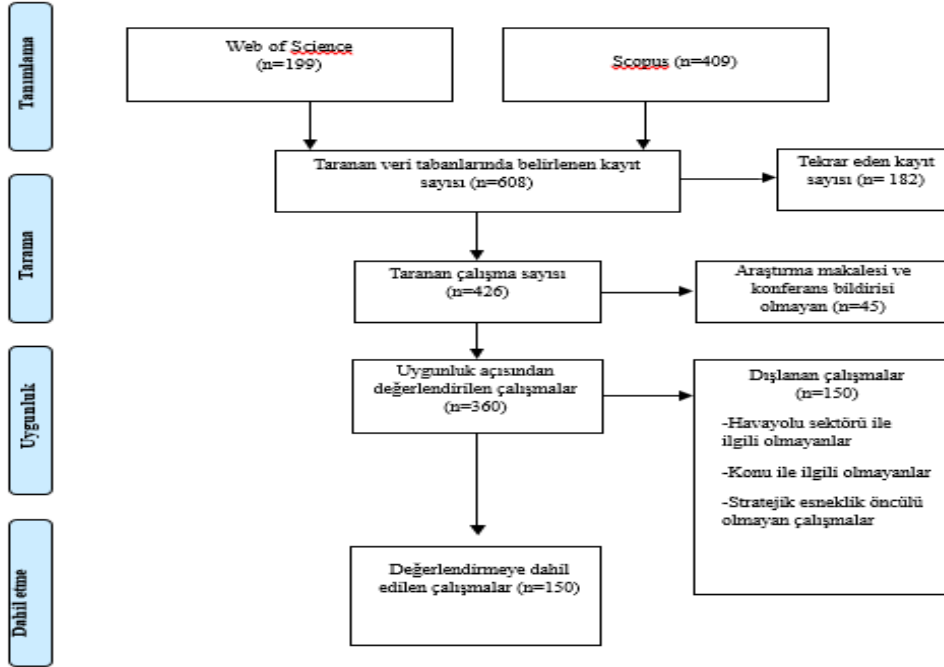 Tanımlama
Web of Science
(n=199)
Scopus (n=409)
Taranan veri tabanlarında belirlenen kayıt
sayısı (n=608)
Tekrar eden kayıt
sayısı (n= 182)
Tarama
Taranan çalışma sayısı
(n=426)
Araştırma makalesi ve
konferans bildirisi
olmayan (n=45)
Uygunluk
Uygunluk açısından
değerlendirilen çalışmalar
(n=360)
Dışlanan çalışmalar
(n=150)
-Havayolu sektörü ile
ilgili olmayanlar
-Konu ile ilgili olmayanlar
-Stratejik esneklik öncülü
olmayan çalışmalar
Dahil etme
Değerlendirmeye dahil
edilen çalışmalar (n=150)